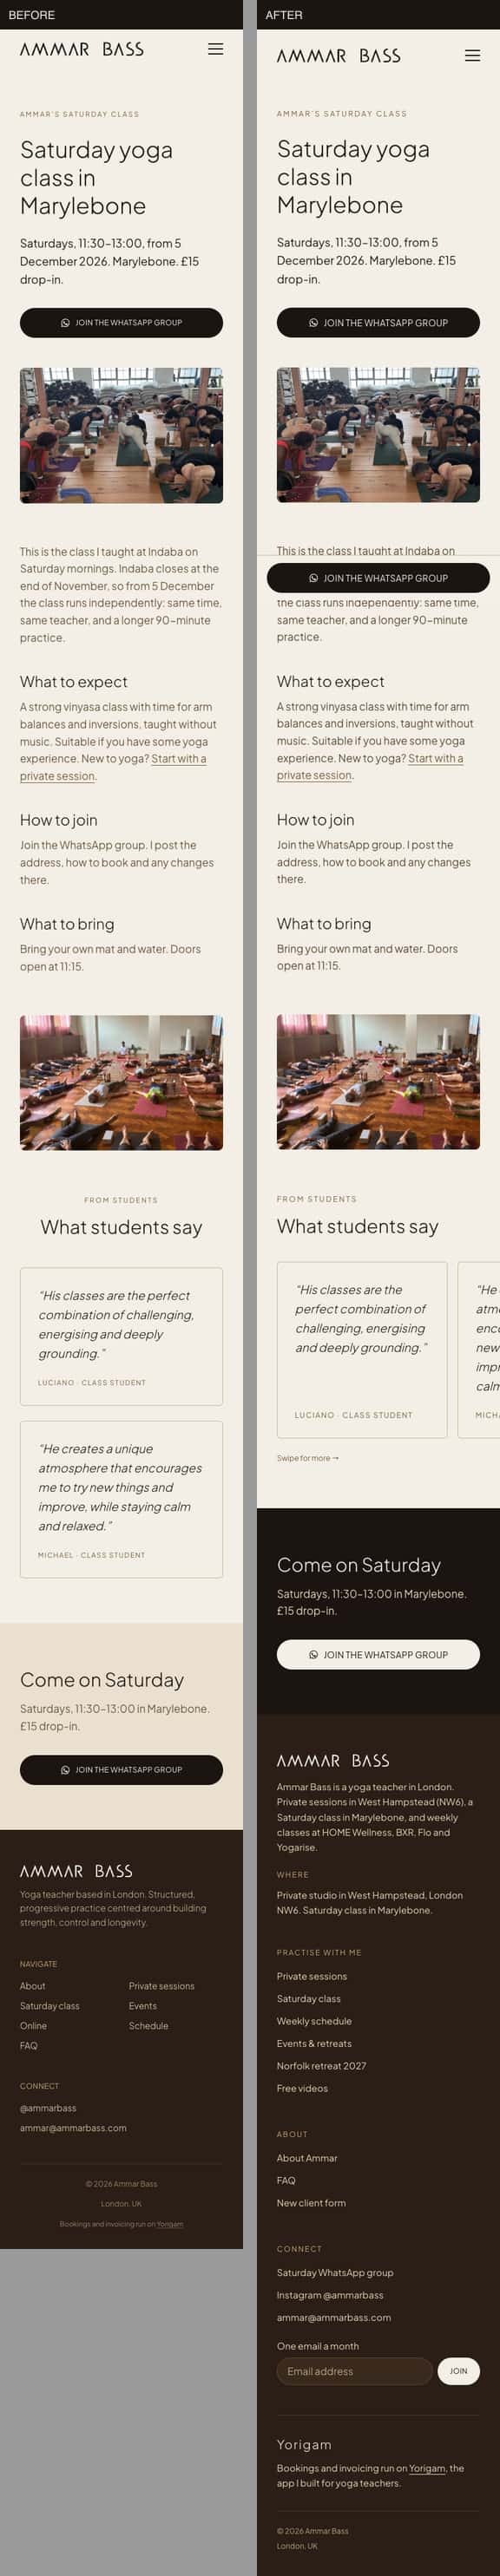 BEFORE
AMMAR BASS
AMMAR'S SATURDAY CLASS
Saturday yoga
class in
Marylebone
Saturdays, 11:30–13:00, from 5
December 2026. Marylebone. £15
drop-in.
JOIN THE WHATSAPP GROUP
This is the class I taught at Indaba on
Saturday mornings. Indaba closes at the
end of November, so from 5 December
the class runs independently: same time,
same teacher, and a longer 90-minute
practice.
What to expect
A strong vinyasa class with time for arm
balances and inversions, taught without
music. Suitable if you have some yoga
experience. New to yoga? Start with a
private session.
How to join
Join the WhatsApp group. I post the
address, how to book and any changes
there.
What to bring
Bring your own mat and water. Doors
open at 11:15.
FROM STUDENTS
What students say
“His classes are the perfect
combination of challenging,
energising and deeply
grounding.”
LUCIANO · CLASS STUDENT
“He creates a unique
atmosphere that encourages
me to try new things and
improve, while staying calm
and relaxed.”
MICHAEL · CLASS STUDENT
Come on Saturday
Saturdays, 11:30–13:00 in Marylebone.
£15 drop-in.
JOIN THE WHATSAPP GROUP
AMMAR BASS
Yoga teacher based in London. Structured,
progressive practice centred around building
strength, control and longevity.
NAVIGATE
About
Private sessions
Saturday class
Events
Online
Schedule
FAQ
CONNECT
@ammarbass
ammar@ammarbass.com
© 2026 Ammar Bass
London, UK
Bookings and invoicing run on Yorigam
AFTER
AMMAR BASS
AMMAR'S SATURDAY CLASS
Saturday yoga
class in
Marylebone
Saturdays, 11:30–13:00, from 5
December 2026. Marylebone. £15
drop-in.
JOIN THE WHATSAPP GROUP
This is the class I taught at Indaba on
JOIN THE WHATSAPP GROUP
the class runs independently: same time,
same teacher, and a longer 90-minute
practice.
What to expect
A strong vinyasa class with time for arm
balances and inversions, taught without
music. Suitable if you have some yoga
experience. New to yoga? Start with a
private session.
How to join
Join the WhatsApp group. I post the
address, how to book and any changes
there.
What to bring
Bring your own mat and water. Doors
open at 11:15.
FROM STUDENTS
What students say
“His classes are the
perfect combination of
challenging, energising
and deeply grounding.”
LUCIANO · CLASS STUDENT
“He
calm
Swipe for more →
Come on Saturday
Saturdays, 11:30–13:00 in Marylebone.
£15 drop-in.
JOIN THE WHATSAPP GROUP
AMMAR BASS
Ammar Bass is a yoga teacher in London.
Private sessions in West Hampstead (NW6), a
Saturday class in Marylebone, and weekly
classes at HOME Wellness, BXR, Flo and
Yogarise.
WHERE
Private studio in West Hampstead, London
NW6. Saturday class in Marylebone.
PRACTISE WITH ME
Private sessions
Saturday class
Weekly schedule
Events & retreats
Norfolk retreat 2027
Free videos
ABOUT
About Ammar
FAQ
New client form
CONNECT
Saturday WhatsApp group
Instagram @ammarbass
ammar@ammarbass.com
One email a month
Email address
JOIN
Yorigam
Bookings and invoicing run on Yorigam, the
app I built for yoga teachers.
© 2026 Ammar Bass
London, UK